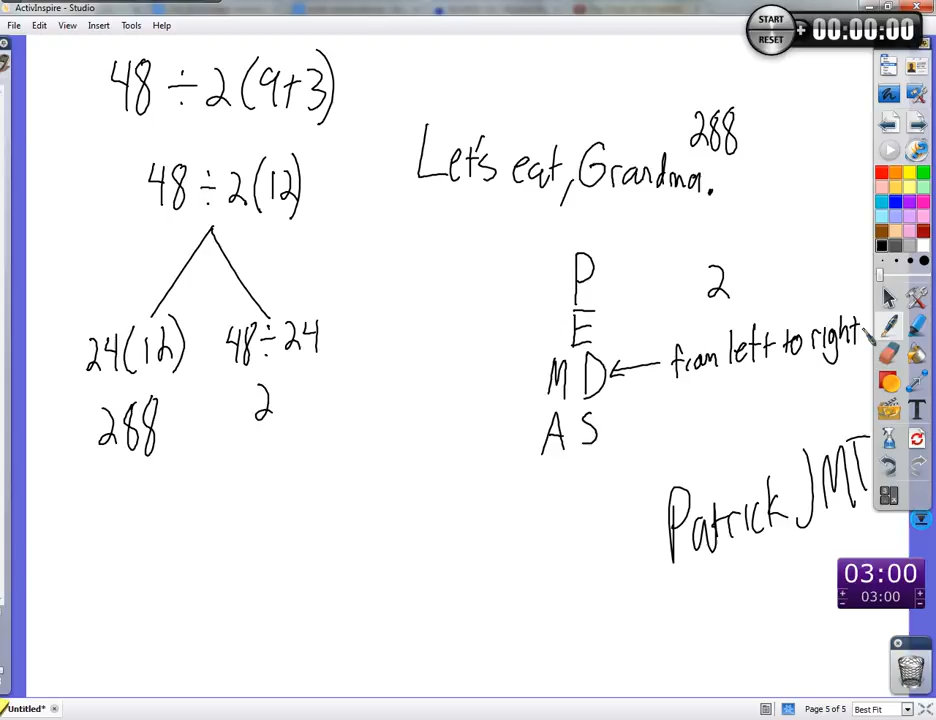 ActivInspire - Studio
File Edit View Insert Tools Help
START
RESET
00:00:00
48 ÷ 2(9+3)
48 ÷ 2(12)
24(12) 48÷24
288 2
Let's eat, Grandma.
288
P
E
M D ← from left to right
A S
2
Patrick JMT
T
03:00
03:00
Untitled*
Page 5 of 5
Best Fit